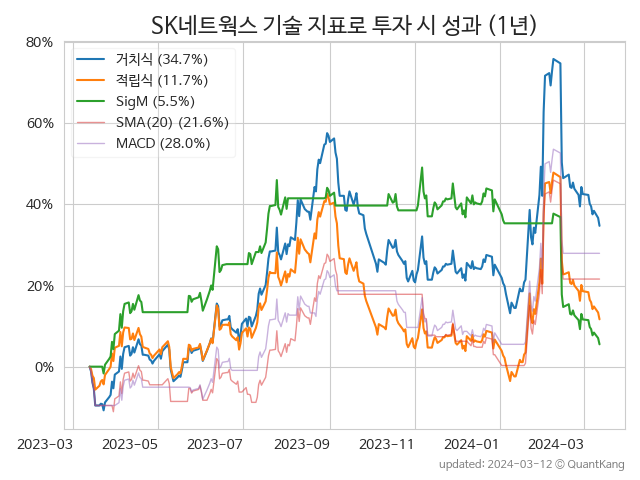 SK네트웍스 기술 지표로 투자 시 성과 (1년)
80%
60%
40%
20%
0%
거치식 (34.7%)
적립식 (11.7%)
SigM (5.5%)
SMA(20) (21.6%)
MACD (28.0%)
2023-03 2023-05 2023-07 2023-09 2023-11 2024-01 2024-03
updated: 2024-03-12 © QuantKang